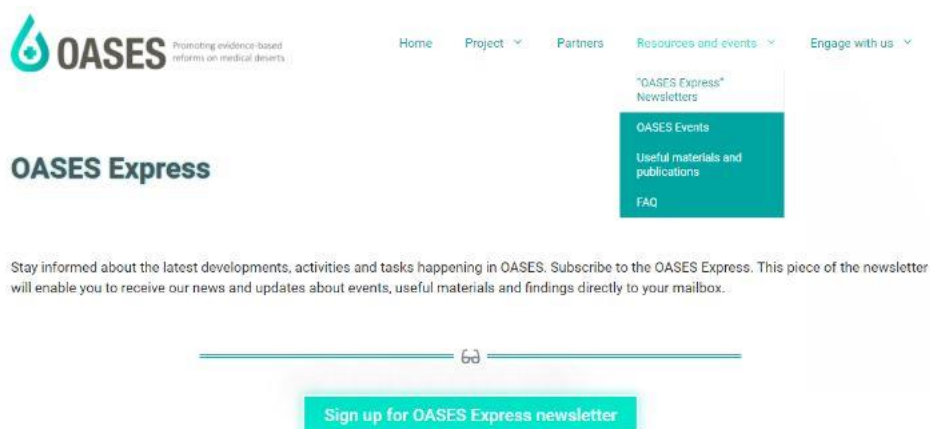 OASES
Promoting evidence-based
reforms on medical deserts
Home Project Partners Resources and events Engage with us
"OASES Express"
Newsletters
OASES Events
Useful materials and
publications
FAQ
OASES Express
Stay informed about the latest developments, activities and tasks happening in OASES. Subscribe to the OASES Express. This piece of the newsletter
will enable you to receive our news and updates about events, useful materials and findings directly to your mailbox.
Sign up for OASES Express newsletter